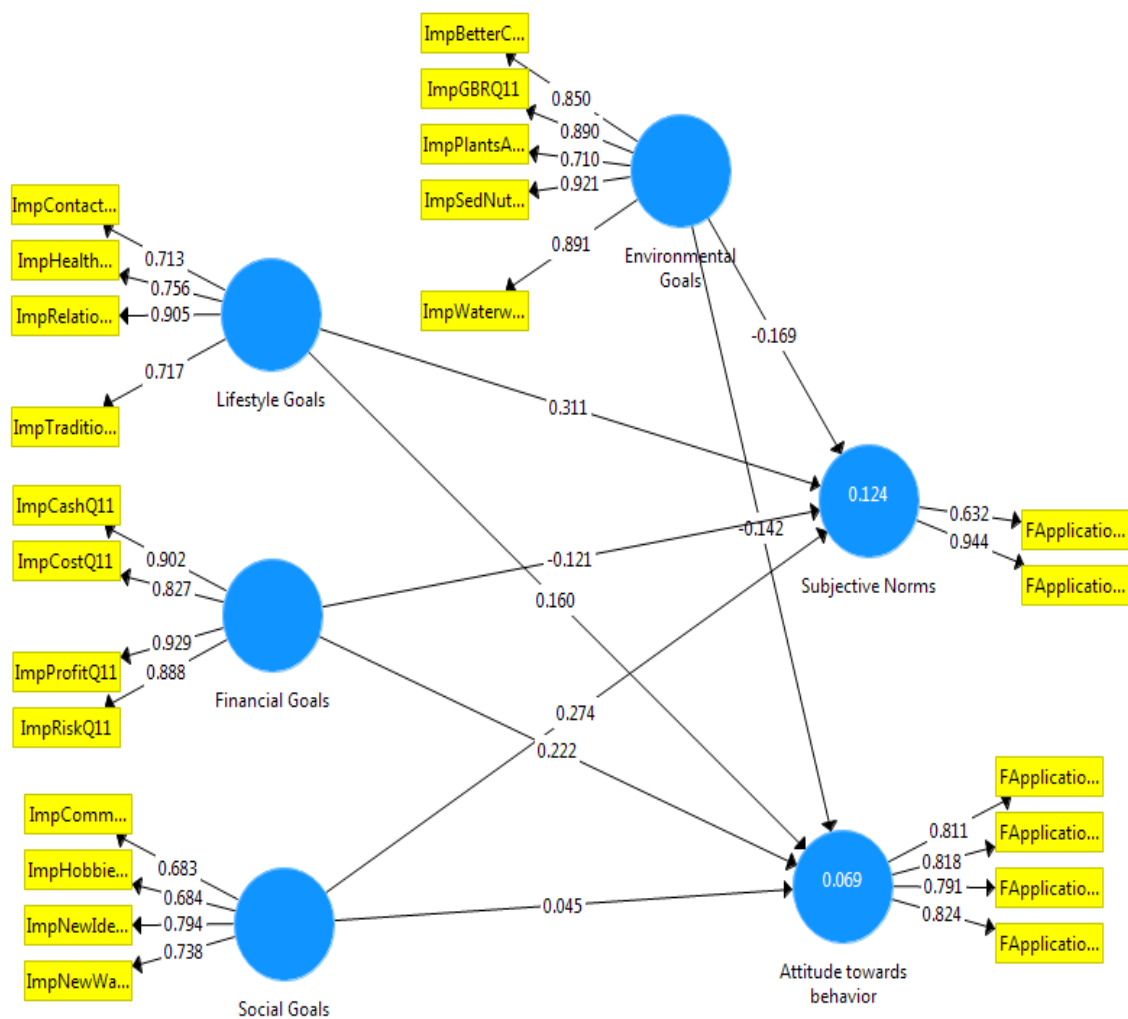 ImpBetterC...
0.850
ImpGBRQ11
0.890
ImpPlantsA...
0.710
ImpSedNut...
0.921
0.891
ImpWaterw...
Environmental
Goals
ImpContact...
0.713
ImpHealth...
0.756
ImpRelatio...
0.905
0.717
ImpTraditio...
Lifestyle Goals
-0.169
0.311
ImpCashQ11
0.902
ImpCostQ11
0.827
0.929
ImpProfitQ11
0.888
ImpRiskQ11
Financial Goals
-0.121
0.160
-0.142
0.124
0.632
FApplicatio...
0.944
FApplicatio...
Subjective Norms
0.274
0.222
ImpComm...
0.683
ImpHobbie...
0.684
ImpNewIde...
0.794
0.738
ImpNewWa...
Social Goals
0.045
0.069
FApplicatio...
0.811
FApplicatio...
0.818
0.791
FApplicatio...
0.824
FApplicatio...
Attitude towards
behavior